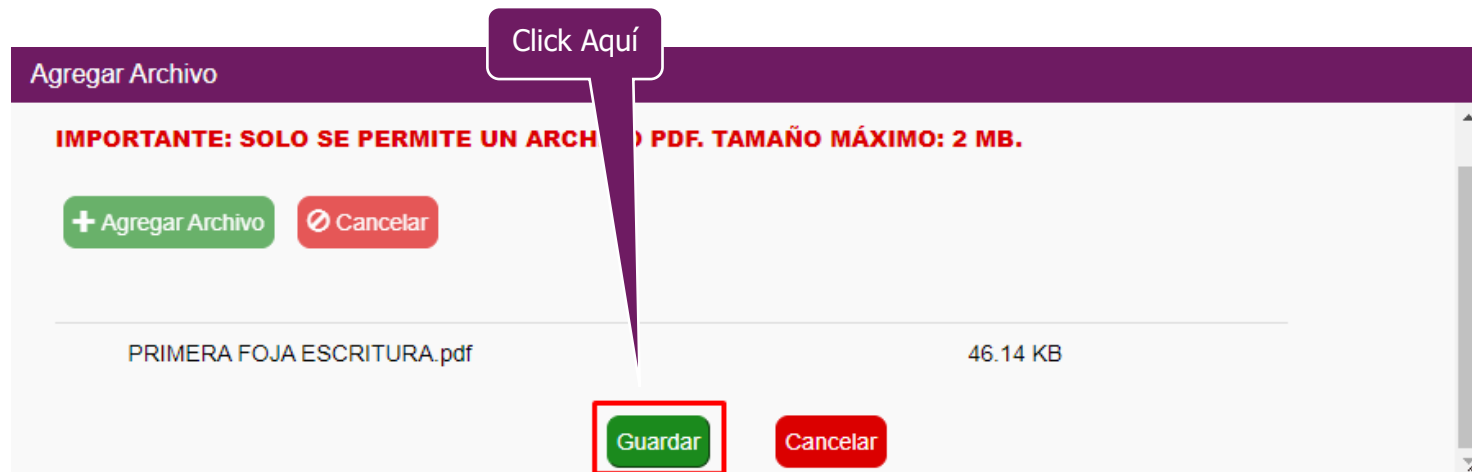 Click Aquí
Agregar Archivo
IMPORTANTE: SOLO SE PERMITE UN ARCH O PDF. TAMAÑO MÁXIMO: 2 MB.
Agregar Archivo
Cancelar
PRIMERA FOJA ESCRITURA.pdf 46.14 KB
Guardar Cancelar